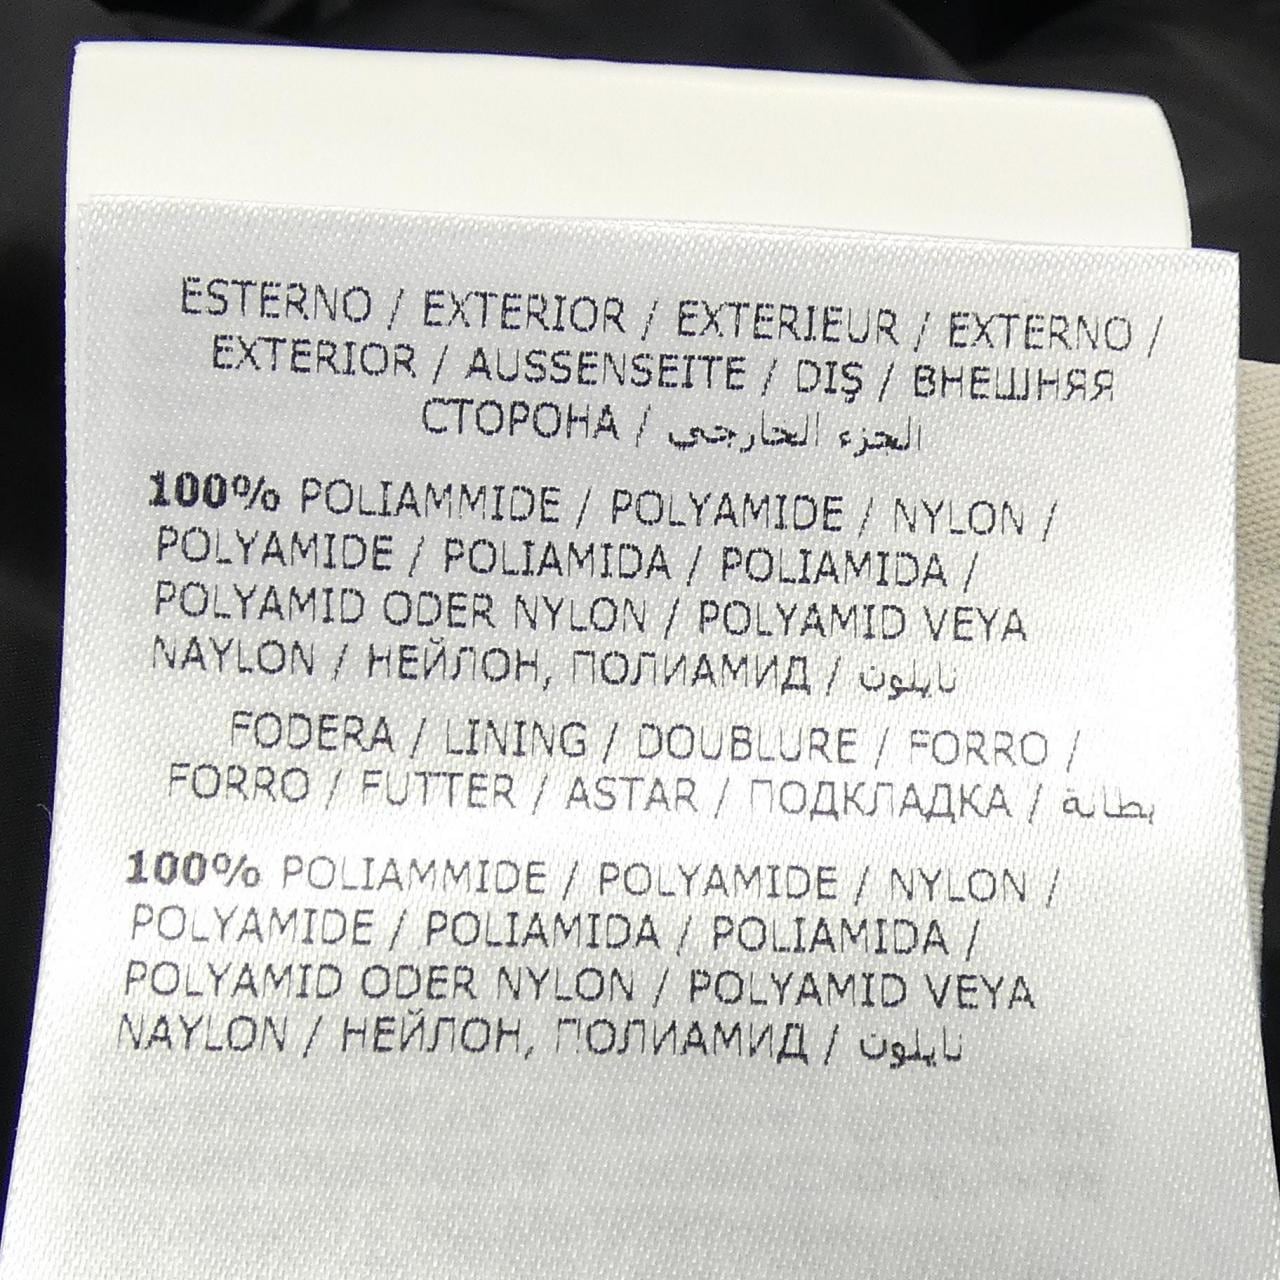 ESTERNO / EXTERIOR / EXTERIEUR / EXTERNO /
EXTERIOR / AUSSENSEITE / DIŞ / ВНЕШНЯЯ
СТОРОНА / الجزء الخارجي
100% POLIAMMIDE / POLYAMIDE / NYLON /
POLYAMIDE / POLIAMIDA / POLIAMIDA /
POLYAMID ODER NYLON / POLYAMID VEYA
NAYLON / НЕЙЛОН, ПОЛИАМИД / نايلون
FODERA / LINING / DOUBLURE / FORRO /
FORRO / FUTTER / ASTAR / ПОДКЛАДКА / بطانة
100% POLIAMMIDE / POLYAMIDE / NYLON /
POLYAMIDE / POLIAMIDA / POLIAMIDA /
POLYAMID ODER NYLON / POLYAMID VEYA
NAYLON / НЕЙЛОН, ПОЛИАМИД / نايلون